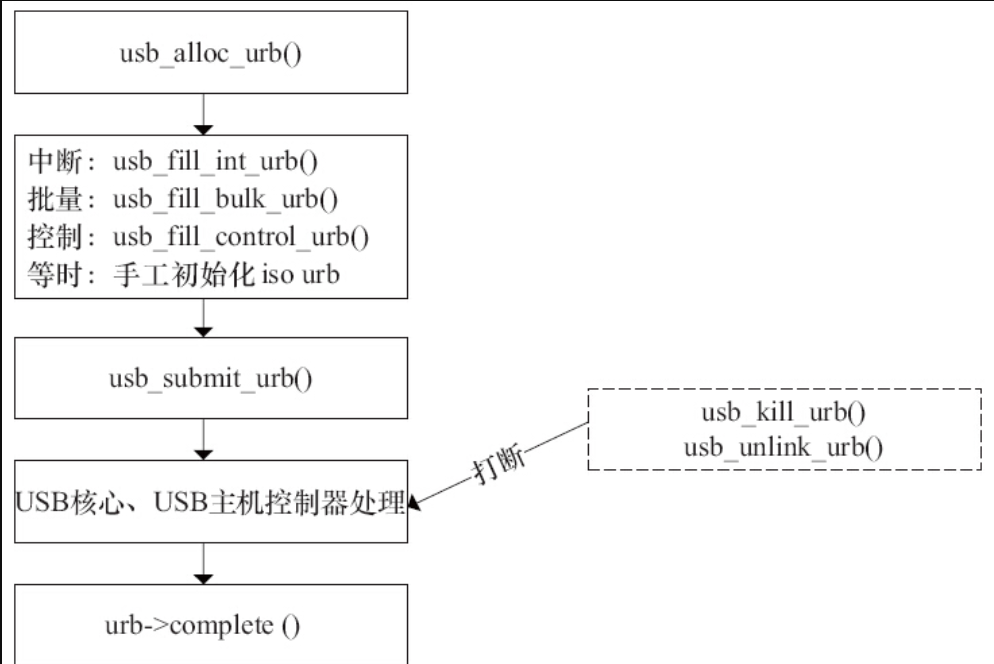 usb_alloc_urb()
中断：usb_fill_int_urb()
批量：usb_fill_bulk_urb()
控制：usb_fill_control_urb()
等时：手工初始化 iso urb
usb_submit_urb()
usb_kill_urb()
usb_unlink_urb()
打断
USB核心、USB主机控制器处理
urb->complete ()